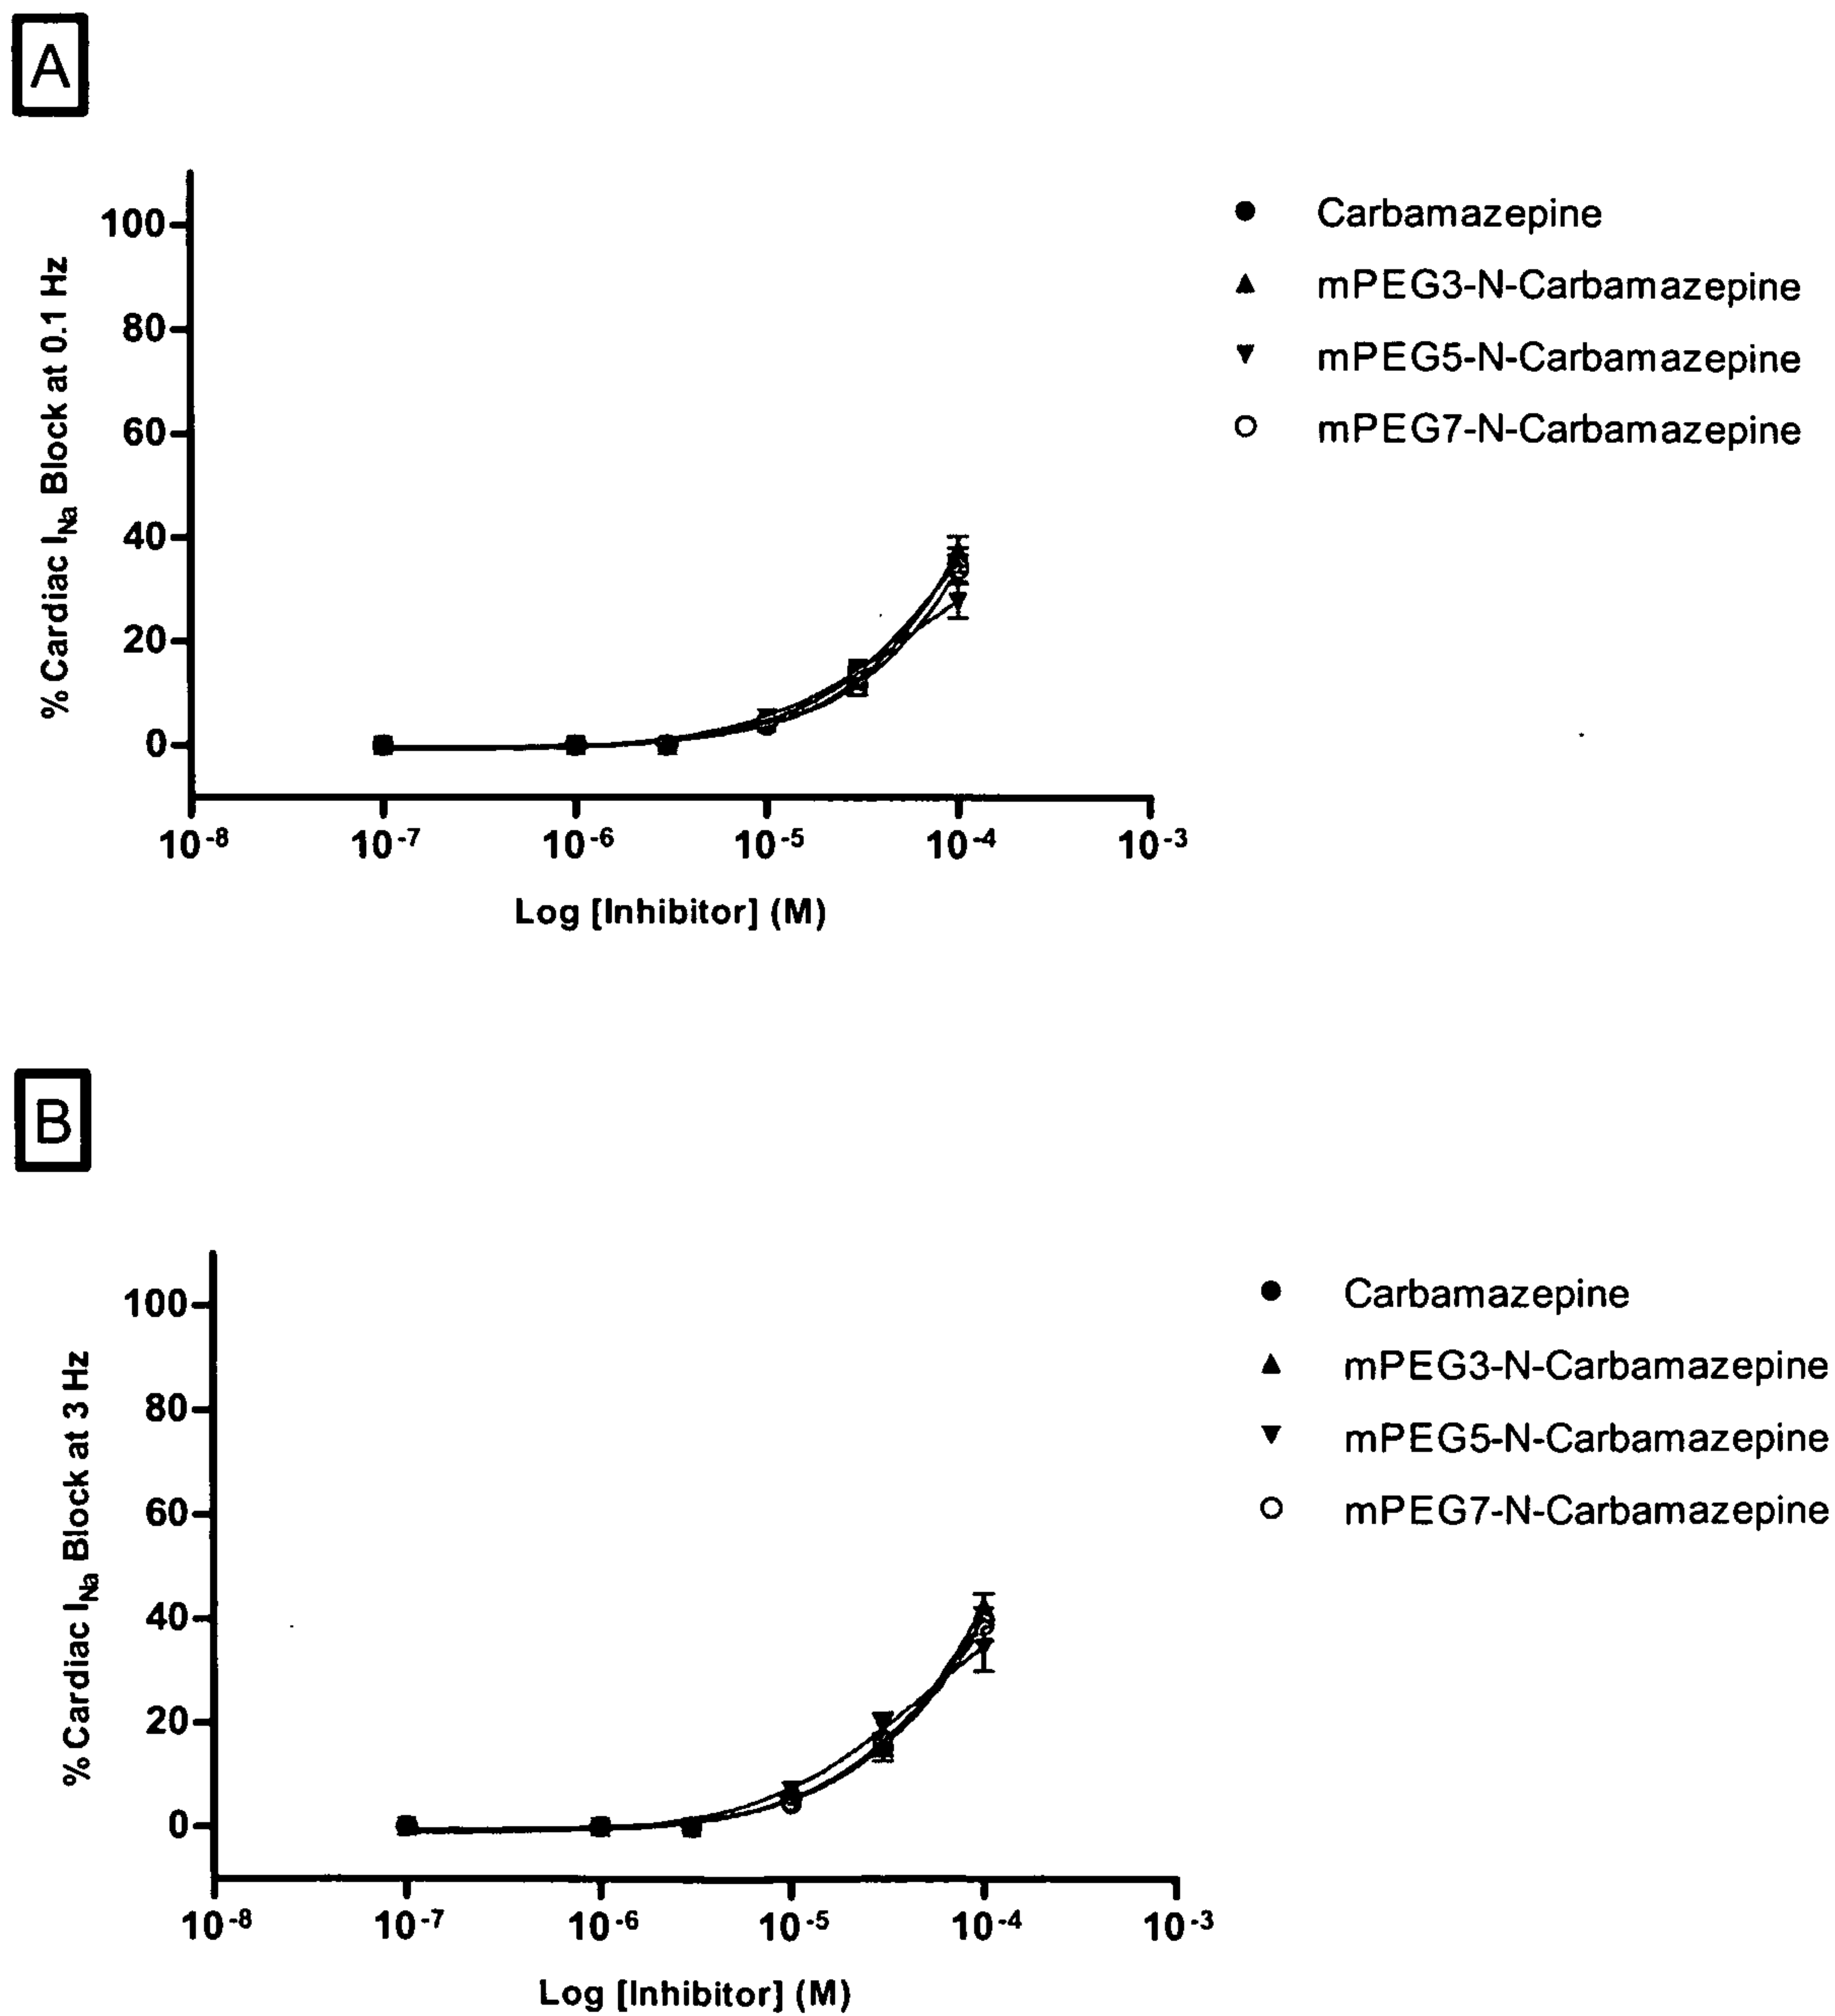 A
% Cardiac INa Block at 0.1 Hz
100
80
60
40
20
0
10-8 10-7 10-6 10-5 10-4 10-3
Log [Inhibitor] (M)
Carbamazepine
mPEG3-N-Carbamazepine
mPEG5-N-Carbamazepine
mPEG7-N-Carbamazepine
B
% Cardiac INa Block at 3 Hz
100
80
60
40
20
0
10-8 10-7 10-6 10-5 10-4 10-3
Log [Inhibitor] (M)
Carbamazepine
mPEG3-N-Carbamazepine
mPEG5-N-Carbamazepine
mPEG7-N-Carbamazepine